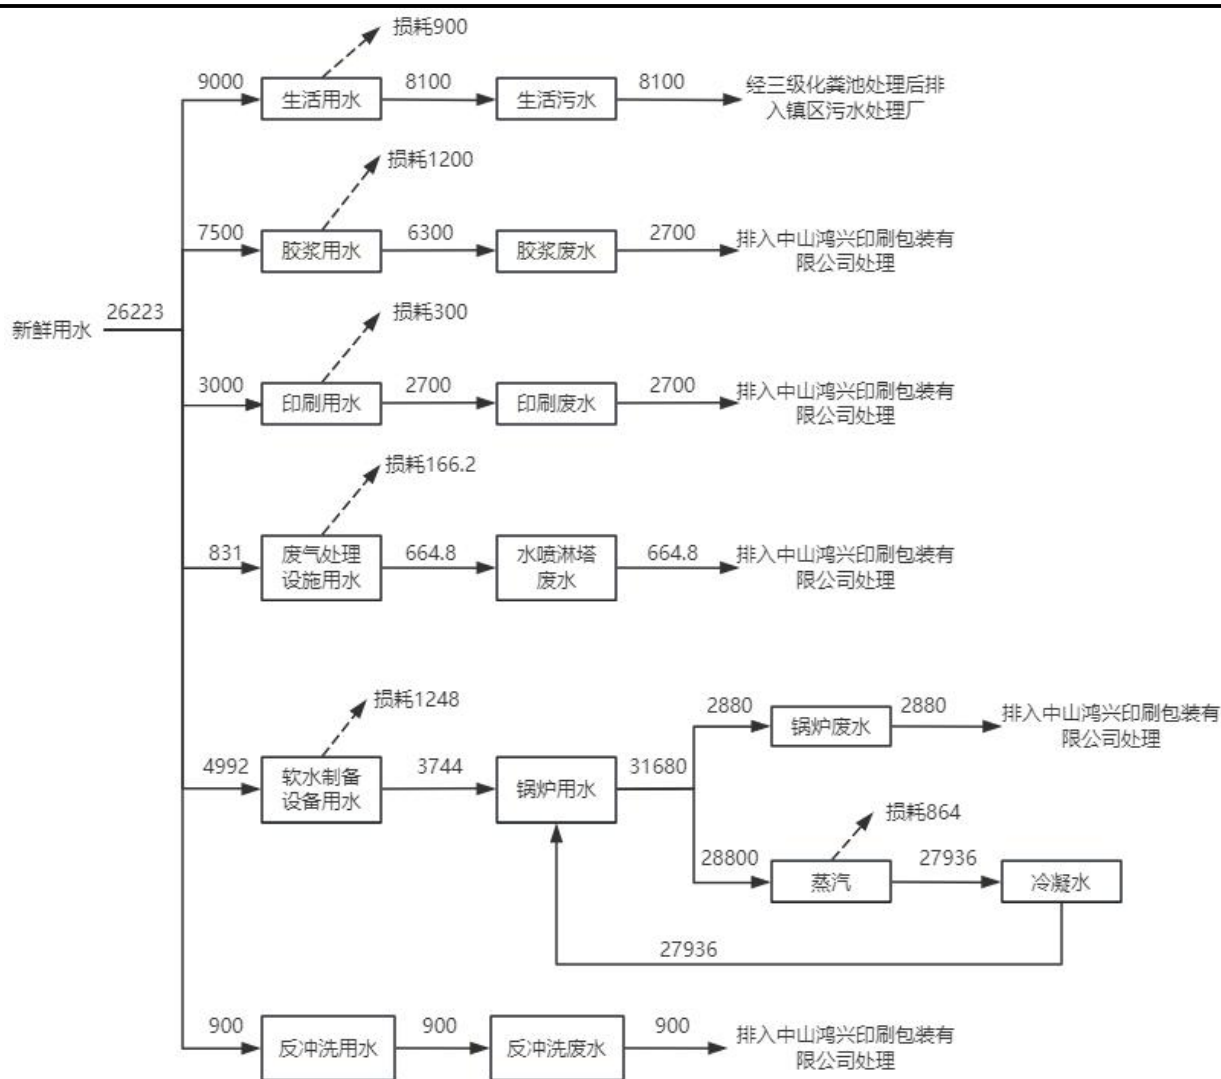 损耗900
9000
生活用水
8100
生活污水
8100
经三级化粪池处理后排
入镇区污水处理厂
损耗1200
7500
胶浆用水
6300
胶浆废水
2700
排入中山鸿兴印刷包装有
限公司处理
新鲜用水
26223
损耗300
3000
印刷用水
2700
印刷废水
2700
排入中山鸿兴印刷包装有
限公司处理
损耗166.2
831
废气处理
设施用水
664.8
水喷淋塔
废水
664.8
排入中山鸿兴印刷包装有
限公司处理
损耗1248
4992
软水制备
设备用水
3744
锅炉用水
31680
2880
锅炉废水
2880
排入中山鸿兴印刷包装有
限公司处理
损耗864
28800
蒸汽
27936
冷凝水
27936
900
反冲洗用水
900
反冲洗废水
900
排入中山鸿兴印刷包装有
限公司处理